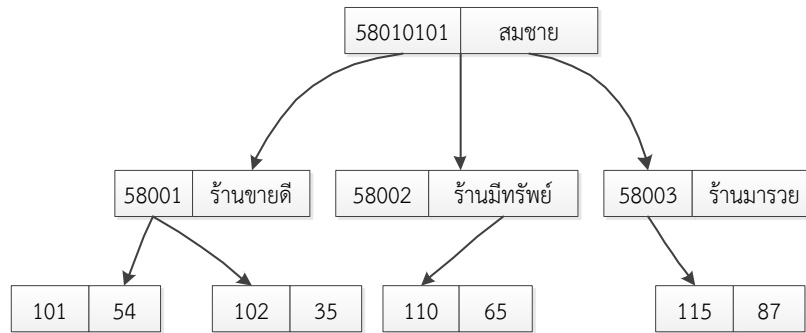 58010101 สมชาย
58001 ร้านขายดี 58002 ร้านมีทรัพย์ 58003 ร้านมารวย
101 54 102 35 110 65 115 87